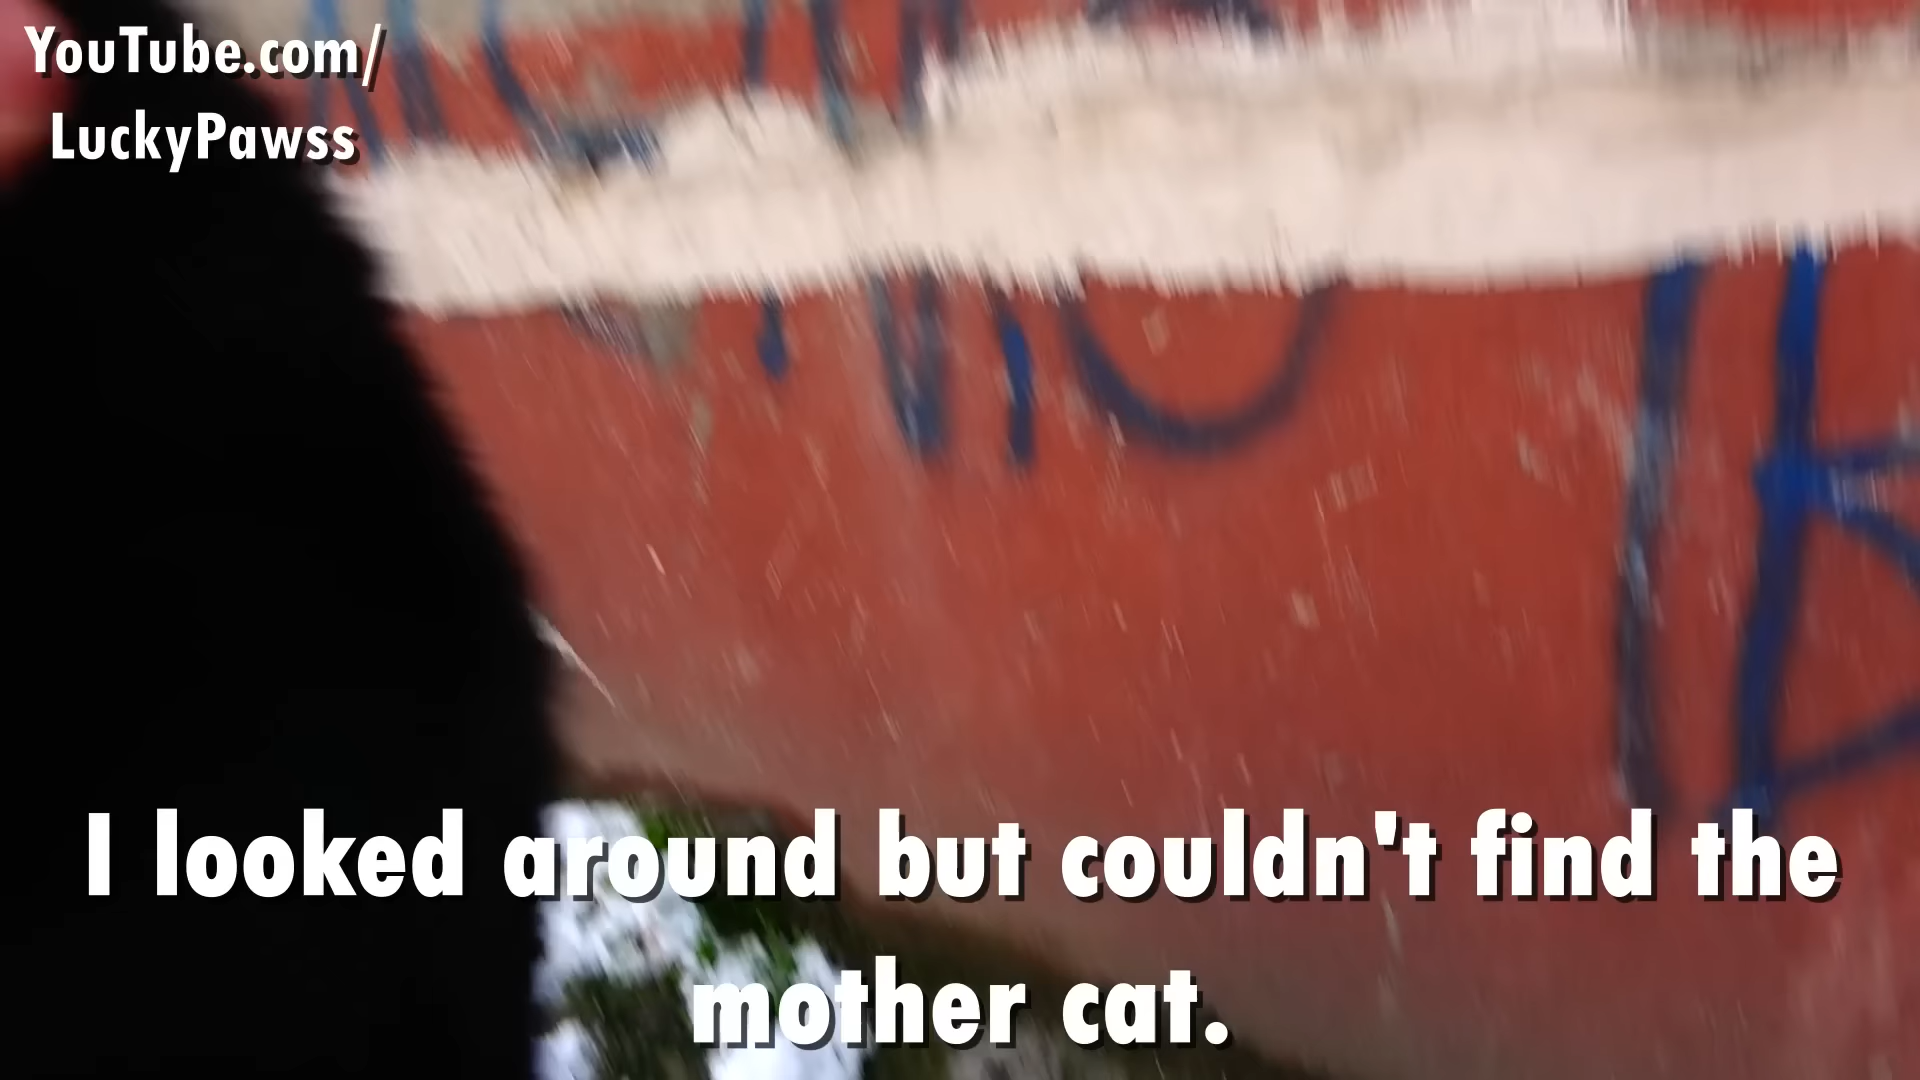 YouTube.com/
LuckyPawss
I looked around but couldn't find the
mother cat.